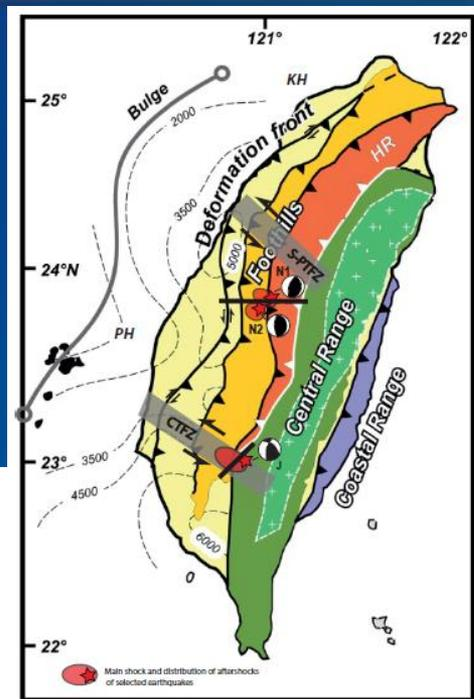 121°
122°
KH
25°
Bulge
2000
Deformation front
HR
3500
Foothills
S-PTFZ
24°N
5000
N1
N2
PH
Central Range
Coastal Range
CTFZ
23°
J
3500
4500
6000
0
22°
Main shock and distribution of aftershocks
of selected earthquakes